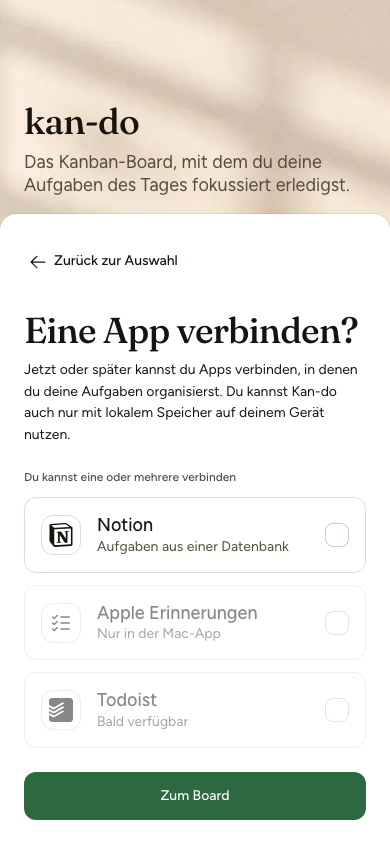 kan-do
Das Kanban-Board, mit dem du deine
Aufgaben des Tages fokussiert erledigst.
Zurück zur Auswahl
Eine App verbinden?
Jetzt oder später kannst du Apps verbinden, in denen
du deine Aufgaben organisierst. Du kannst Kan-do
auch nur mit lokalem Speicher auf deinem Gerät
nutzen.
Du kannst eine oder mehrere verbinden
Notion
Aufgaben aus einer Datenbank
Apple Erinnerungen
Nur in der Mac-App
Todoist
Bald verfügbar
Zum Board